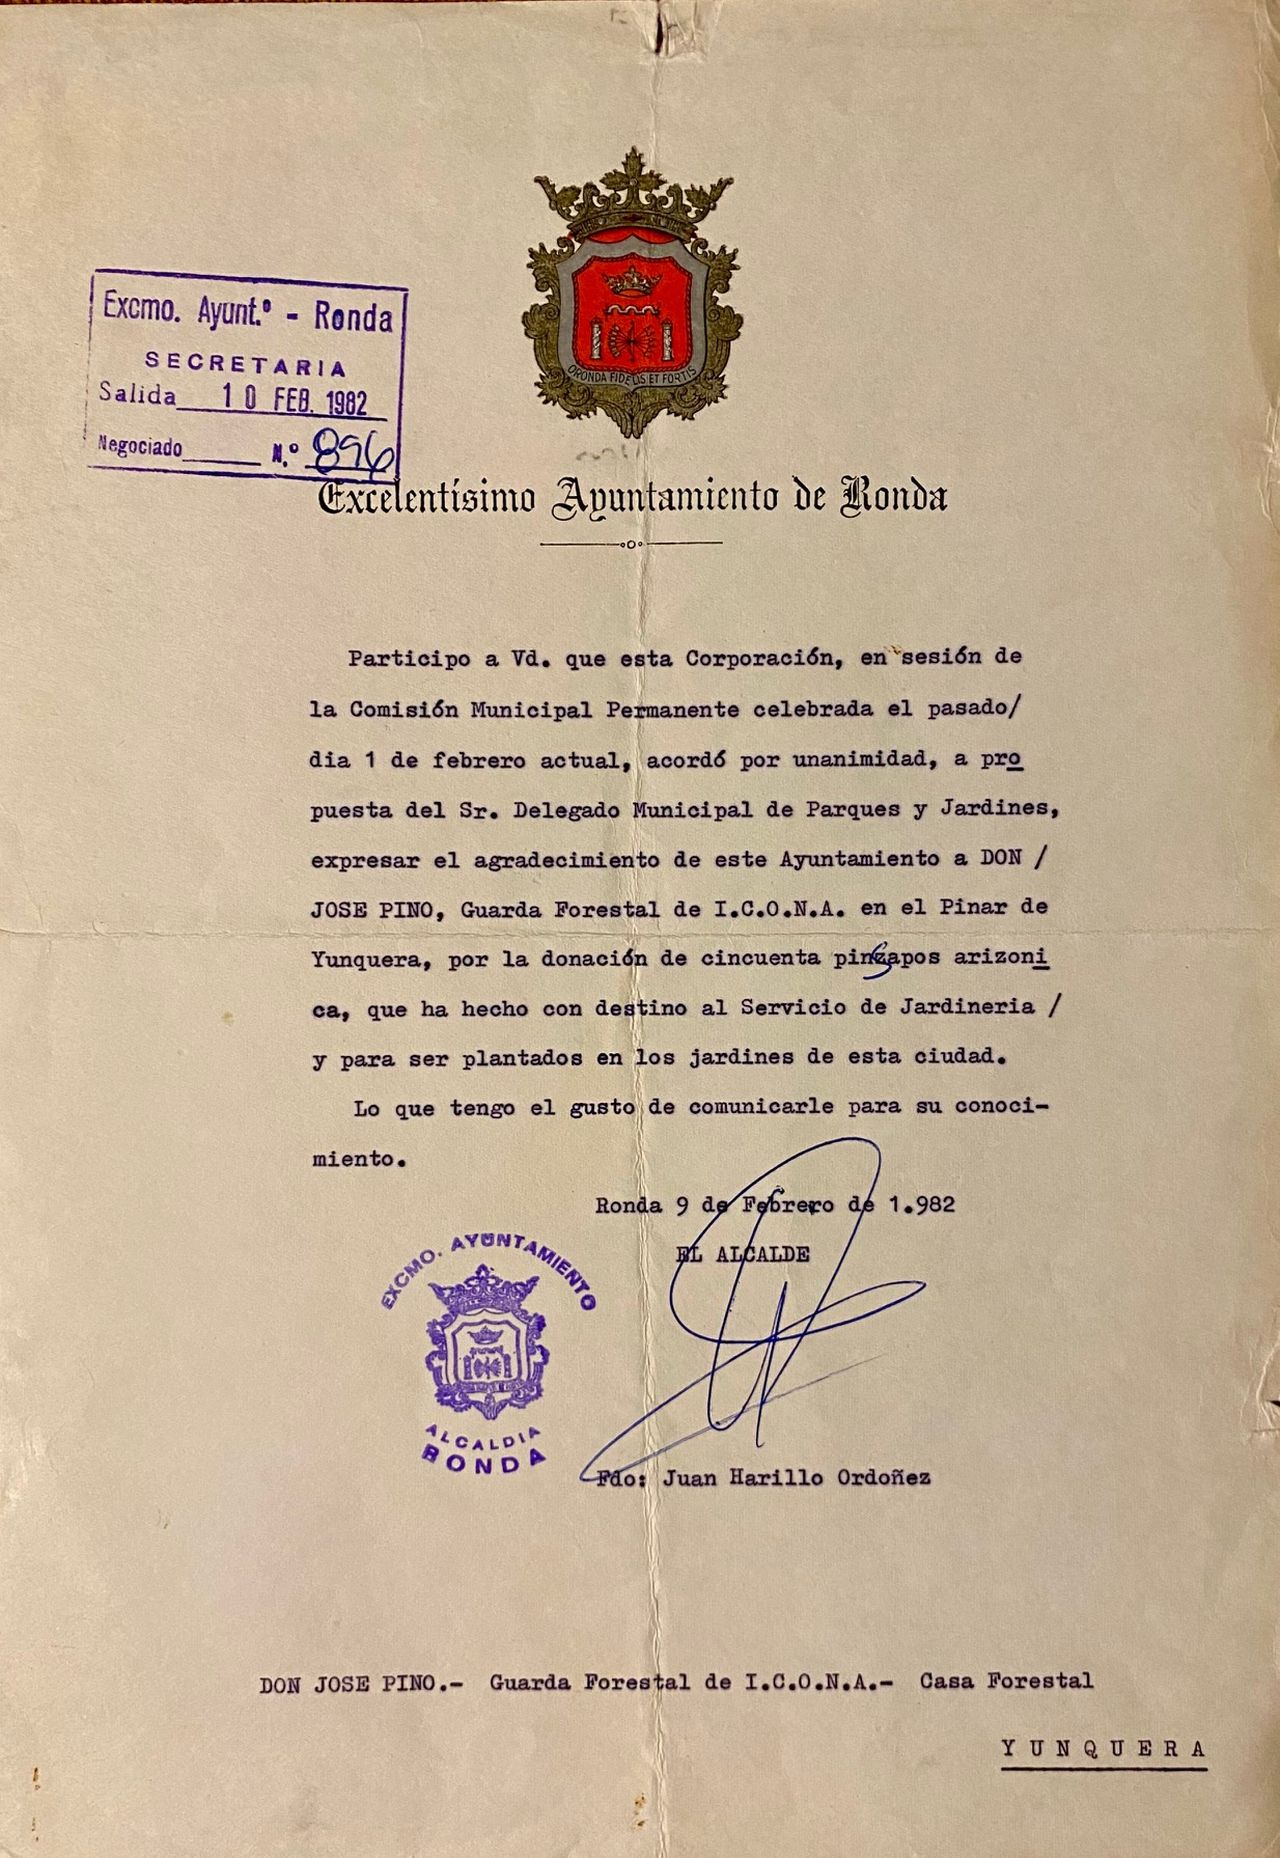 ORONDA FIDELIS ET FORTIS
Excmo. Ayunt.º - Ronda
SECRETARIA
Salida 10 FEB. 1982
Negociado N.º 896
Excelentísimo Ayuntamiento de Ronda
Participo a Vd. que esta Corporación, en sesión de
la Comisión Municipal Permanente celebrada el pasado/
dia 1 de febrero actual, acordó por unanimidad, a pro
puesta del Sr. Delegado Municipal de Parques y Jardines,
expresar el agradecimiento de este Ayuntamiento a DON /
JOSE PINO, Guarda Forestal de I.C.O.N.A. en el Pinar de
Yunquera, por la donación de cincuenta pinsapos arizoni
ca, que ha hecho con destino al Servicio de Jardineria /
y para ser plantados en los jardines de esta ciudad.
Lo que tengo el gusto de comunicarle para su conoci-
miento.
Ronda 9 de Febrero de 1.982
EL ALCALDE
EXCMO. AYUNTAMIENTO
ALCALDIA
RONDA
Fdo: Juan Harillo Ordoñez
DON JOSE PINO.- Guarda Forestal de I.C.O.N.A.- Casa Forestal
YUNQUERA